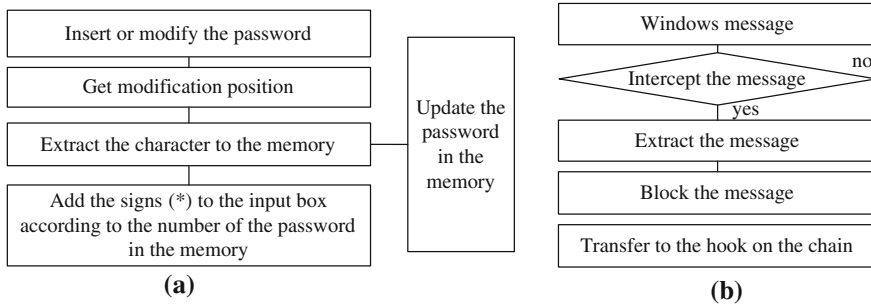 Insert or modify the password
Get modification position
Extract the character to the memory
Add the signs (*) to the input box
according to the number of the password
in the memory
Update the
password
in the
memory
(a)
Windows message
Intercept the message
no
yes
Extract the message
Block the message
Transfer to the hook on the chain
(b)